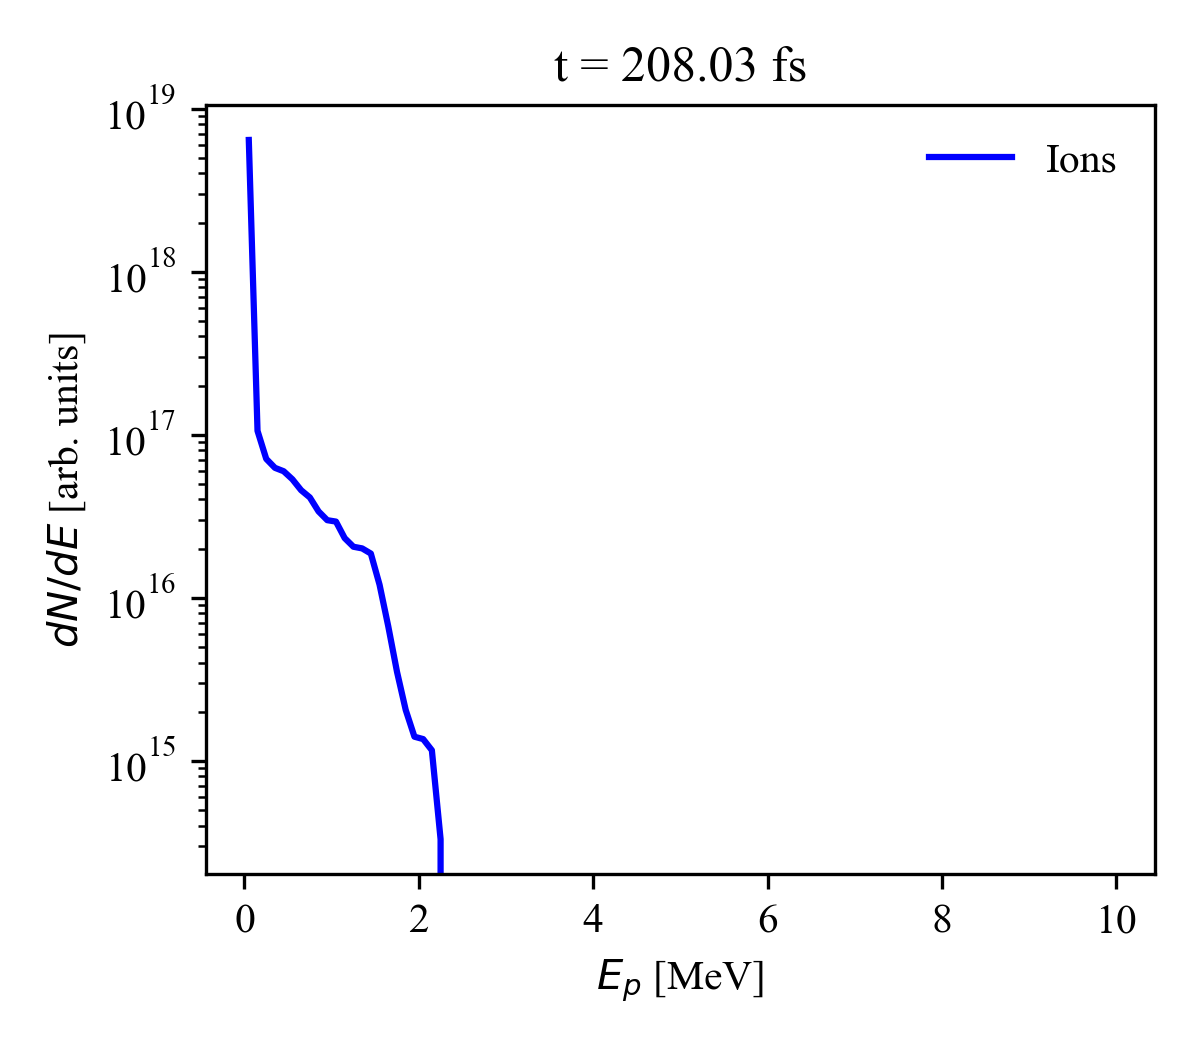 t = 208.03 fs
Ions
10^19
10^18
10^17
10^16
10^15
dN/dE [arb. units]
0 2 4 6 8 10
E_p [MeV]